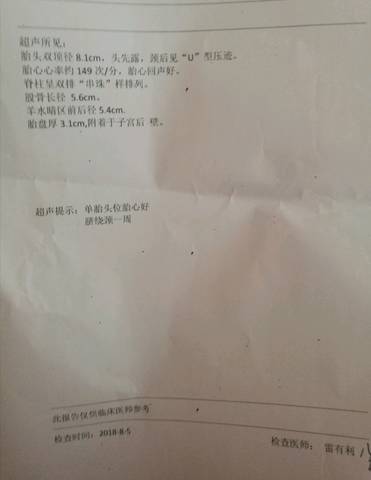 超声所见：
胎头双顶径 8.1cm，头先露，颈后见“U”型压迹。
胎心心率约 149 次/分，胎心回声好。
脊柱呈双排“串珠”样排列。
股骨长径 5.6cm。
羊水暗区前后径 5.4cm.
胎盘厚 3.1cm,附着于子宫后 壁。
超声提示：单胎头位胎心好
脐绕颈一周
此报告仅供临床医师参考
检查时间：2018-8-5
检查医师： 雷有利 /